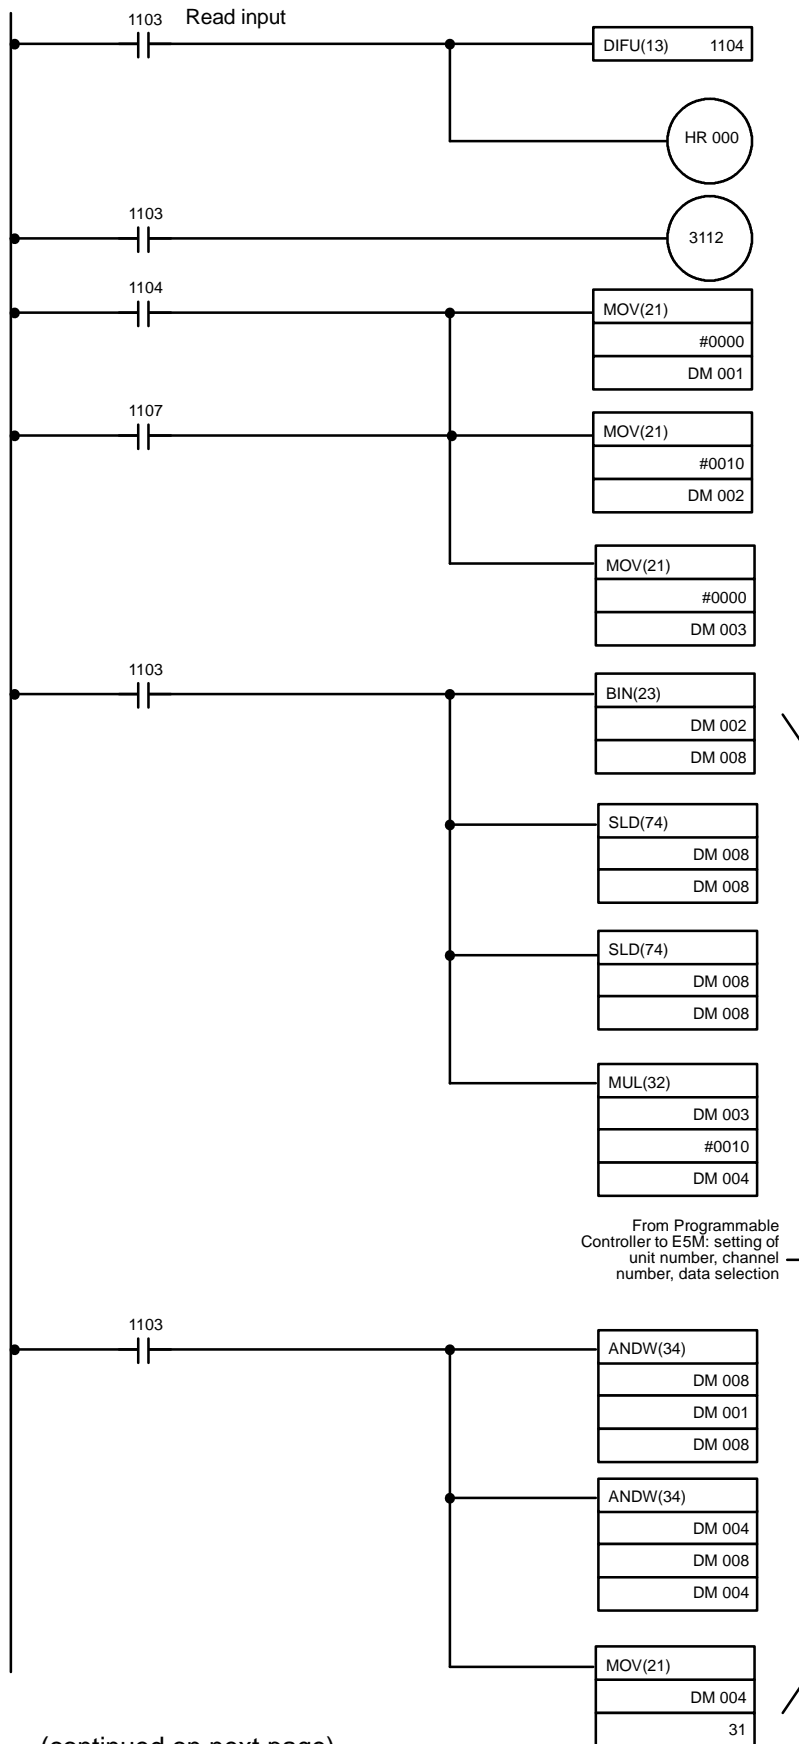 1103 Read input
DIFU(13) 1104
HR 000
1103
3112
1104
MOV(21)
#0000
DM 001
1107
MOV(21)
#0010
DM 002
MOV(21)
#0000
DM 003
1103
BIN(23)
DM 002
DM 008
SLD(74)
DM 008
DM 008
SLD(74)
DM 008
DM 008
MUL(32)
DM 003
#0010
DM 004
From Programmable
Controller to E5M: setting of
unit number, channel
number, data selection
1103
ANDW(34)
DM 008
DM 001
DM 008
ANDW(34)
DM 004
DM 008
DM 004
MOV(21)
DM 004
31
(continued on next page)